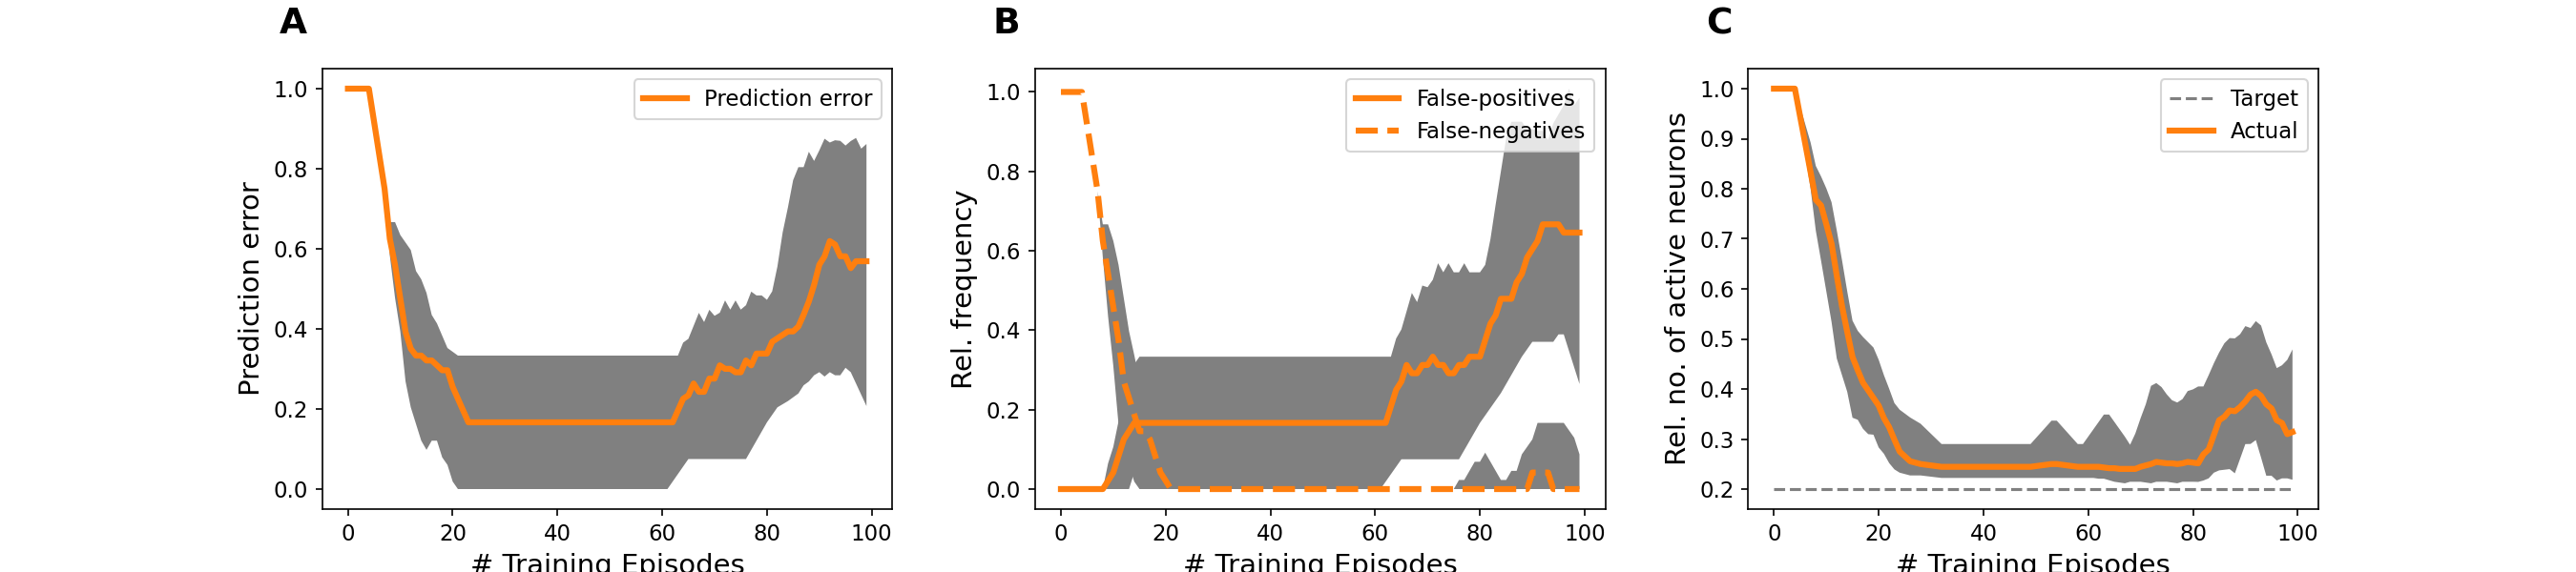 A
B
C
Prediction error
1.0
0.8
0.6
0.4
0.2
0.0
Prediction error
0
20
40
60
80
100
# Training Episodes
False-positives
False-negatives
1.0
0.8
0.6
0.4
0.2
0.0
Rel. frequency
0
20
40
60
80
100
# Training Episodes
Target
Actual
1.0
0.9
0.8
0.7
0.6
0.5
0.4
0.3
0.2
Rel. no. of active neurons
0
20
40
60
80
100
# Training Episodes